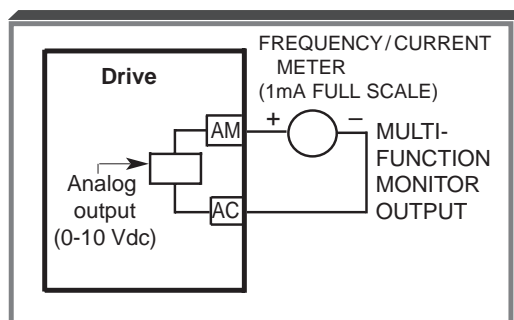 FREQUENCY/CURRENT
METER
(1mA FULL SCALE)
Drive
+
–
AM
MULTI-
FUNCTION
MONITOR
OUTPUT
Analog
output
(0-10 Vdc)
AC